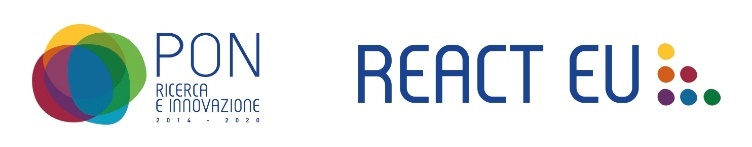 PON
RICERCA
E INNOVAZIONE
2014 - 2020
REACT EU